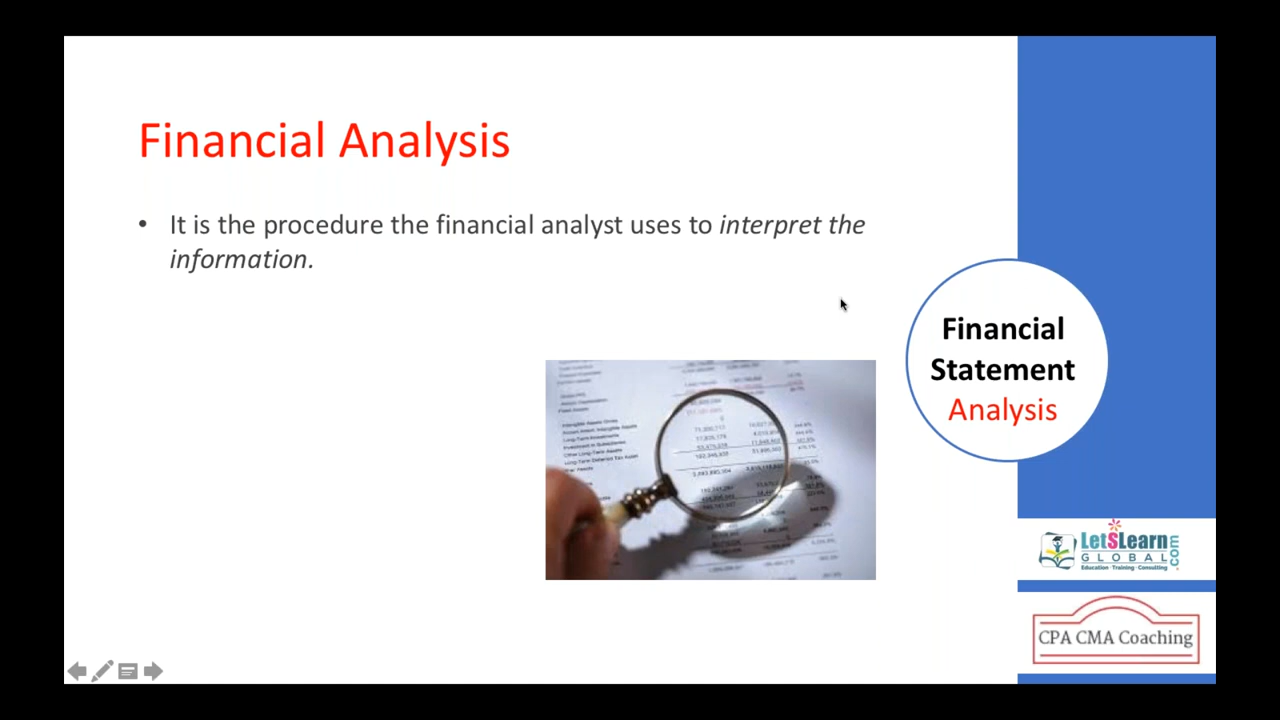 Financial Analysis
• It is the procedure the financial analyst uses to interpret the
information.
Financial
Statement
Analysis
LetSLearn
GLOBAL
.com
Education · Training · Consulting
CPA CMA Coaching